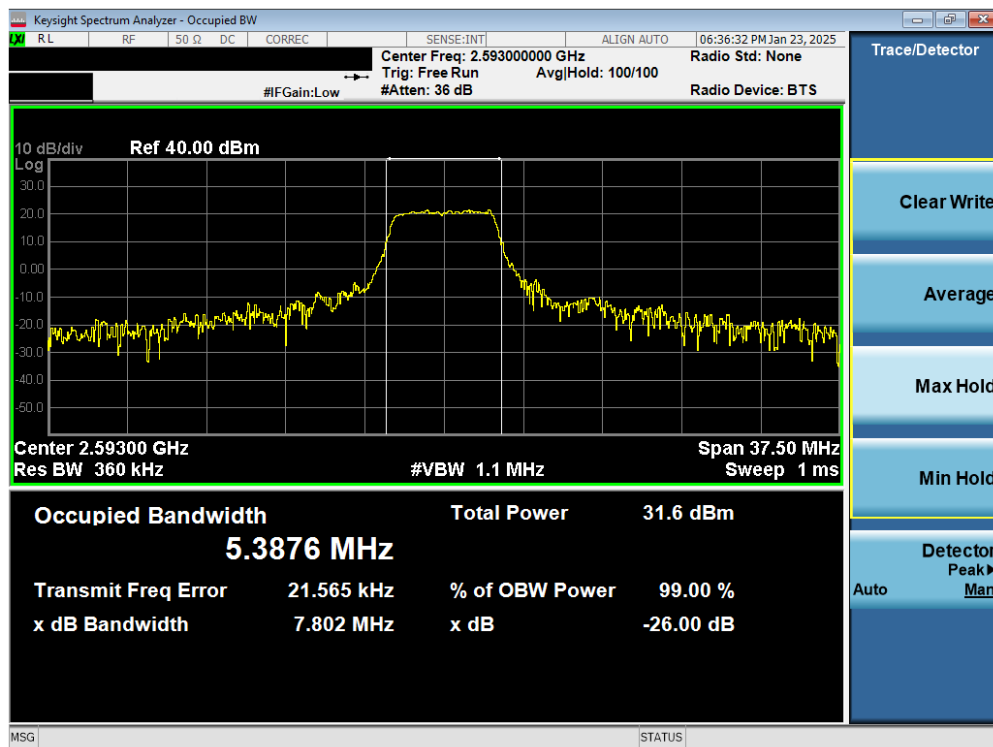 Keysight Spectrum Analyzer - Occupied BW
LXI RL RF 50 Ω DC CORREC SENSE:INT ALIGN AUTO 06:36:32 PM Jan 23, 2025
Center Freq: 2.593000000 GHz Radio Std: None
Trig: Free Run Avg|Hold: 100/100
#IFGain:Low #Atten: 36 dB Radio Device: BTS
10 dB/div Ref 40.00 dBm
Log
30.0
20.0
10.0
0.00
-10.0
-20.0
-30.0
-40.0
-50.0
Center 2.59300 GHz Span 37.50 MHz
Res BW 360 kHz #VBW 1.1 MHz Sweep 1 ms
Occupied Bandwidth Total Power 31.6 dBm
5.3876 MHz
Transmit Freq Error 21.565 kHz % of OBW Power 99.00 %
x dB Bandwidth 7.802 MHz x dB -26.00 dB
MSG STATUS
Trace/Detector
Clear Write
Average
Max Hold
Min Hold
Detector
Peak
Auto Man